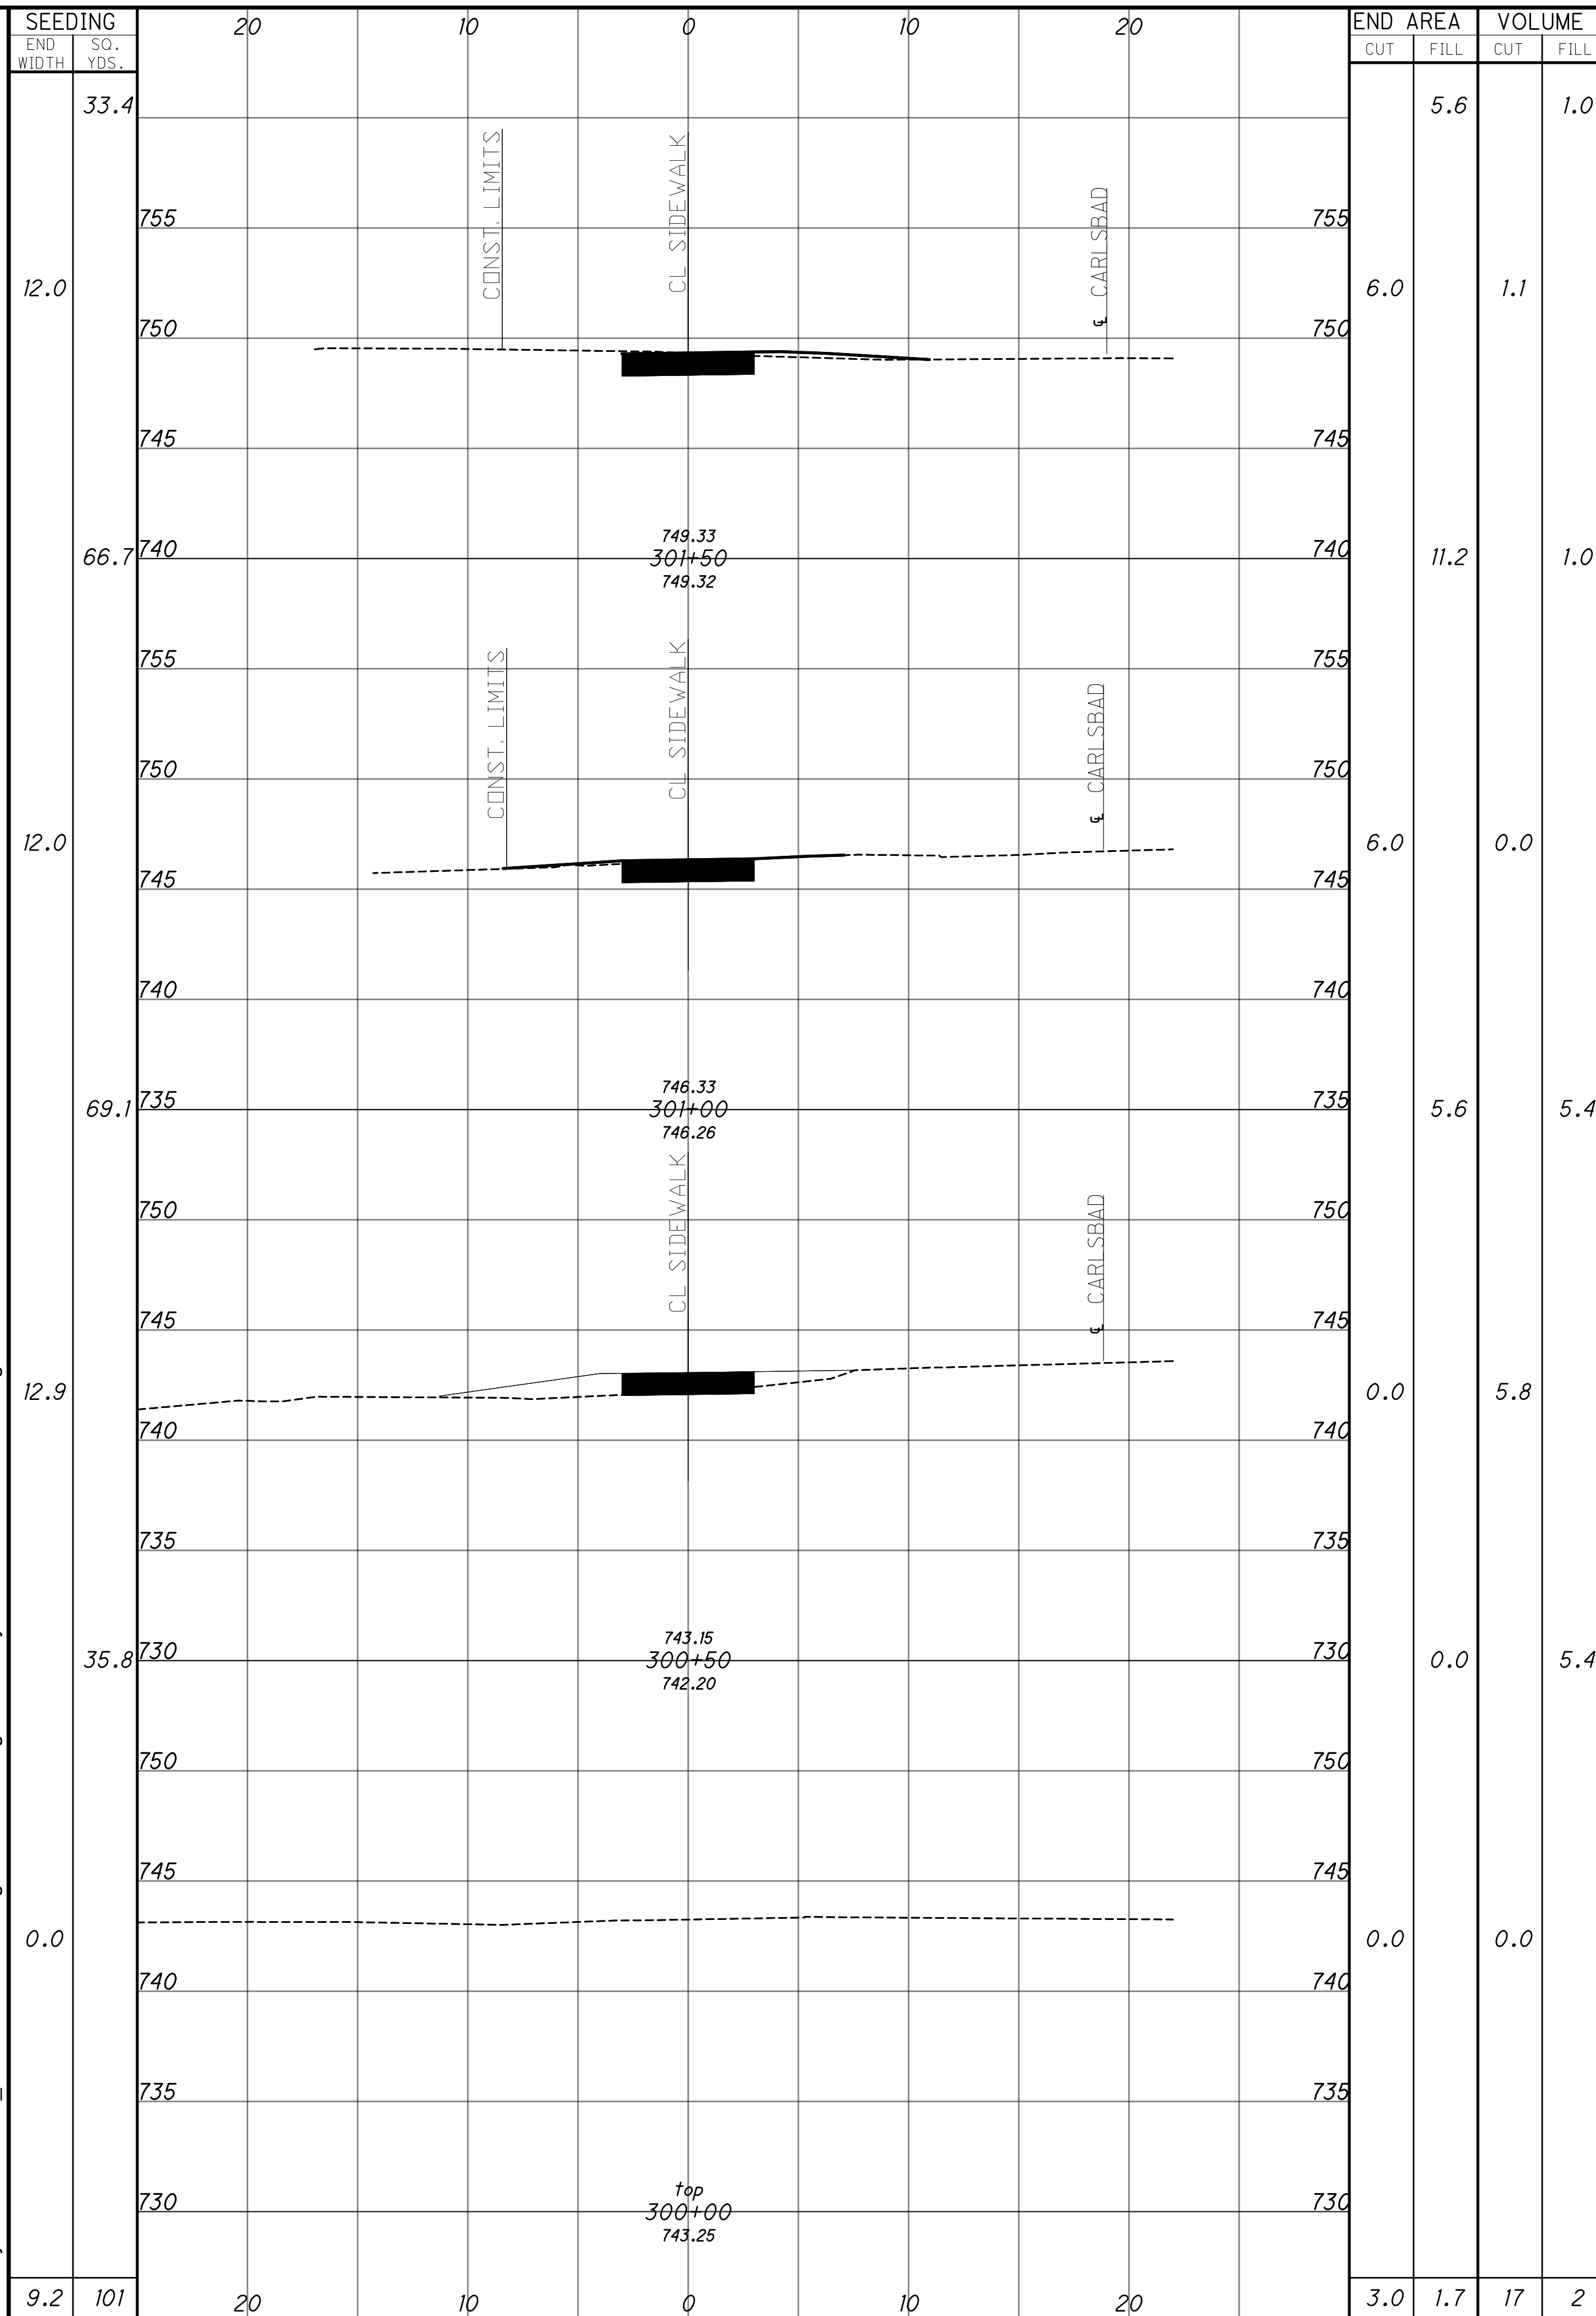 SEEDING 20 10 0 10 20 END AREA VOLUME
END WIDTH SQ. YDS. CUT FILL CUT FILL
33.4 5.6 1.0
CONST. LIMITS
CL SIDEWALK
CARLSBAD
755 755
12.0 6.0 1.1
750 750
745 745
749.33
66.7 740 301+50 740 11.2 1.0
749.32
CONST. LIMITS
CL SIDEWALK
CARLSBAD
755 755
750 750
12.0 6.0 0.0
745 745
740 740
746.33
69.1 735 301+00 735 5.6 5.4
746.26
CL SIDEWALK
CARLSBAD
750 750
745 745
12.9 0.0 5.8
740 740
735 735
743.15
35.8 730 300+50 730 0.0 5.4
742.20
750 750
745 745
0.0 0.0 0.0
740 740
735 735
top
730 300+00 730
743.25
9.2 101 20 10 0 10 20 3.0 1.7 17 2